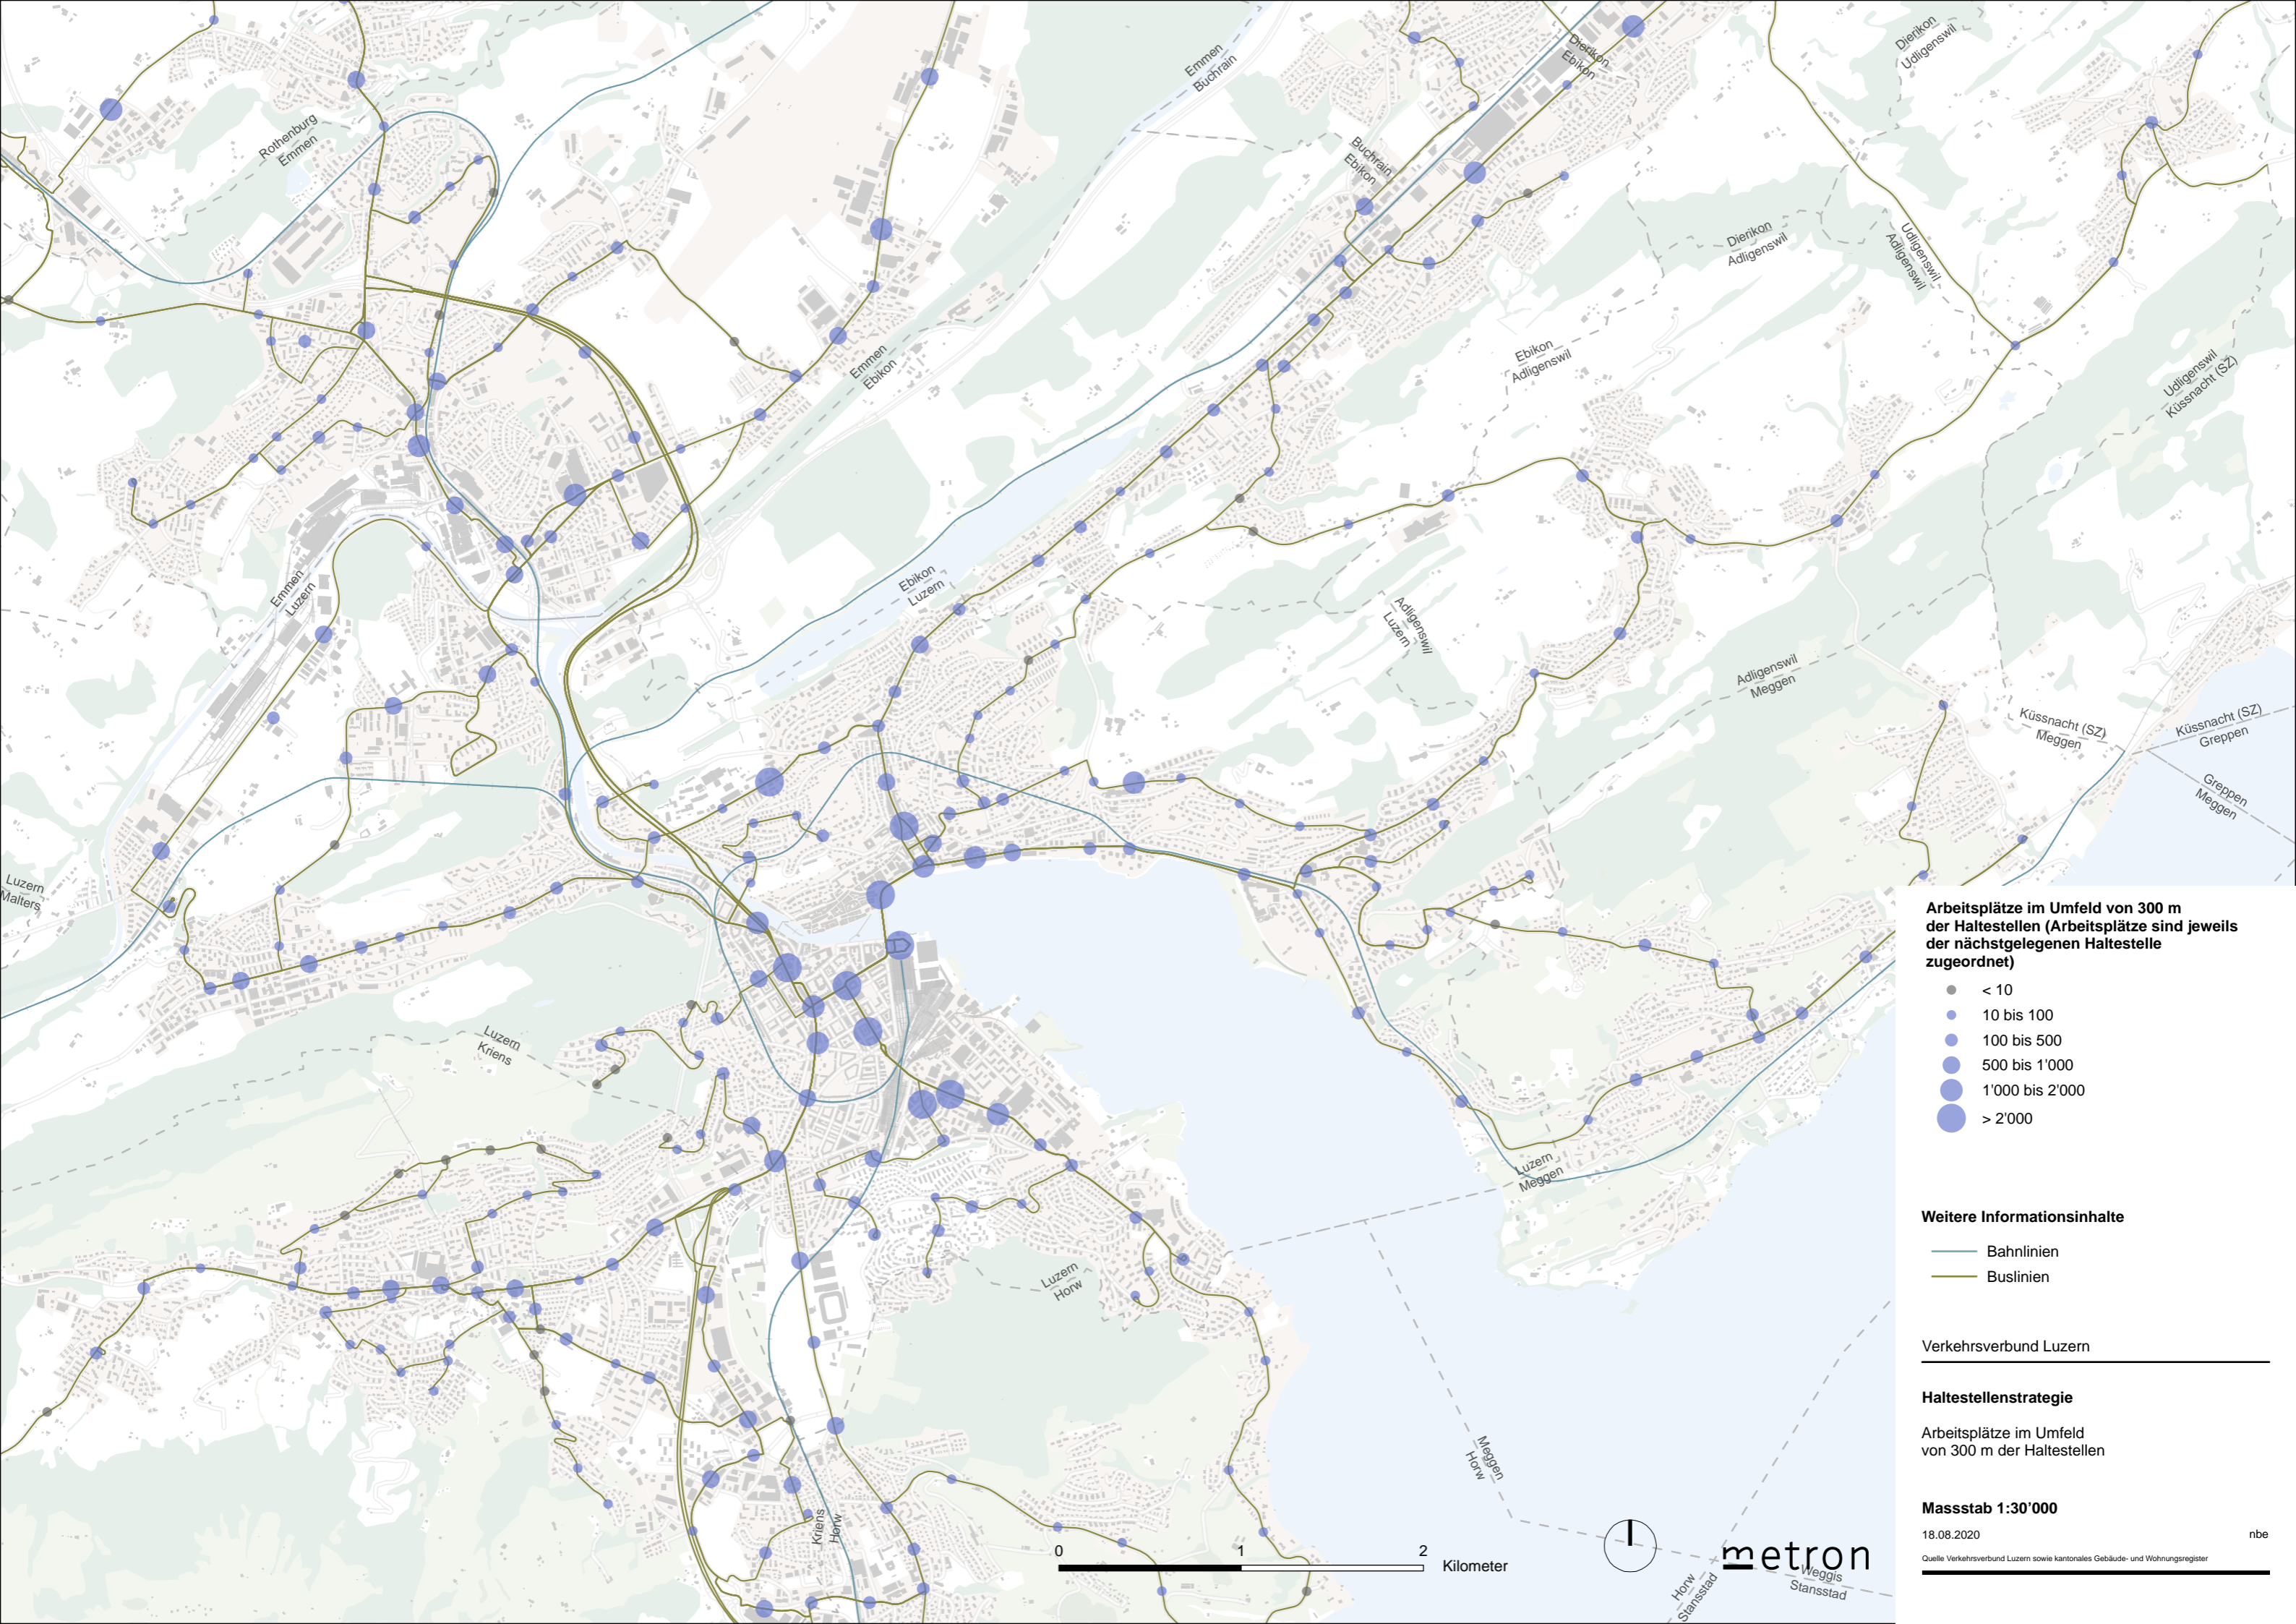 Dierikon
Udligenswil
Emmen
Buchrain
Dierikon
Ebikon
Rothenburg
Emmen
Buchrain
Ebikon
Dierikon
Adligenswil
Udligenswil
Adligenswil
Emmen
Ebikon
Ebikon
Adligenswil
Udligenswil
Küssnacht (SZ)
Emmen
Luzern
Ebikon
Luzern
Adligenswil
Luzern
Adligenswil
Meggen
Küssnacht (SZ)
Meggen
Küssnacht (SZ)
Greppen
Greppen
Meggen
Luzern
Malters
Luzern
Kriens
Luzern
Meggen
Luzern
Horw
Meggen
Horw
Kriens
Horw
Horw
Stansstad
Weggis
Stansstad
0 1 2
Kilometer
metron
Arbeitsplätze im Umfeld von 300 m
der Haltestellen (Arbeitsplätze sind jeweils
der nächstgelegenen Haltestelle
zugeordnet)
< 10
10 bis 100
100 bis 500
500 bis 1'000
1'000 bis 2'000
> 2'000
Weitere Informationsinhalte
Bahnlinien
Buslinien
Verkehrsverbund Luzern
Haltestellenstrategie
Arbeitsplätze im Umfeld
von 300 m der Haltestellen
Massstab 1:30'000
18.08.2020 nbe
Quelle Verkehrsverbund Luzern sowie kantonales Gebäude- und Wohnungsregister